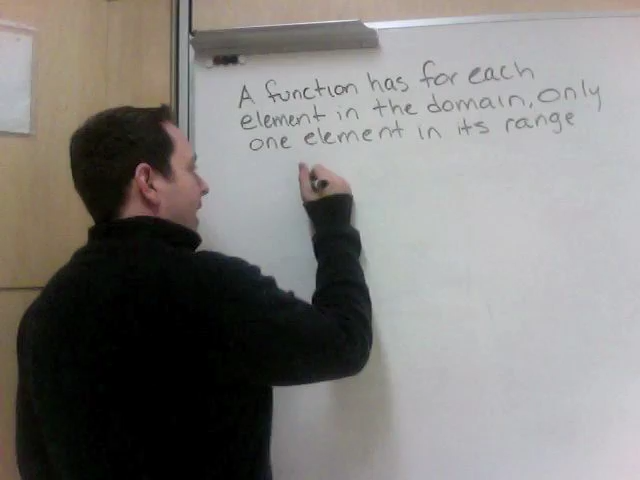 A function has for each
element in the domain, only
one element in its range